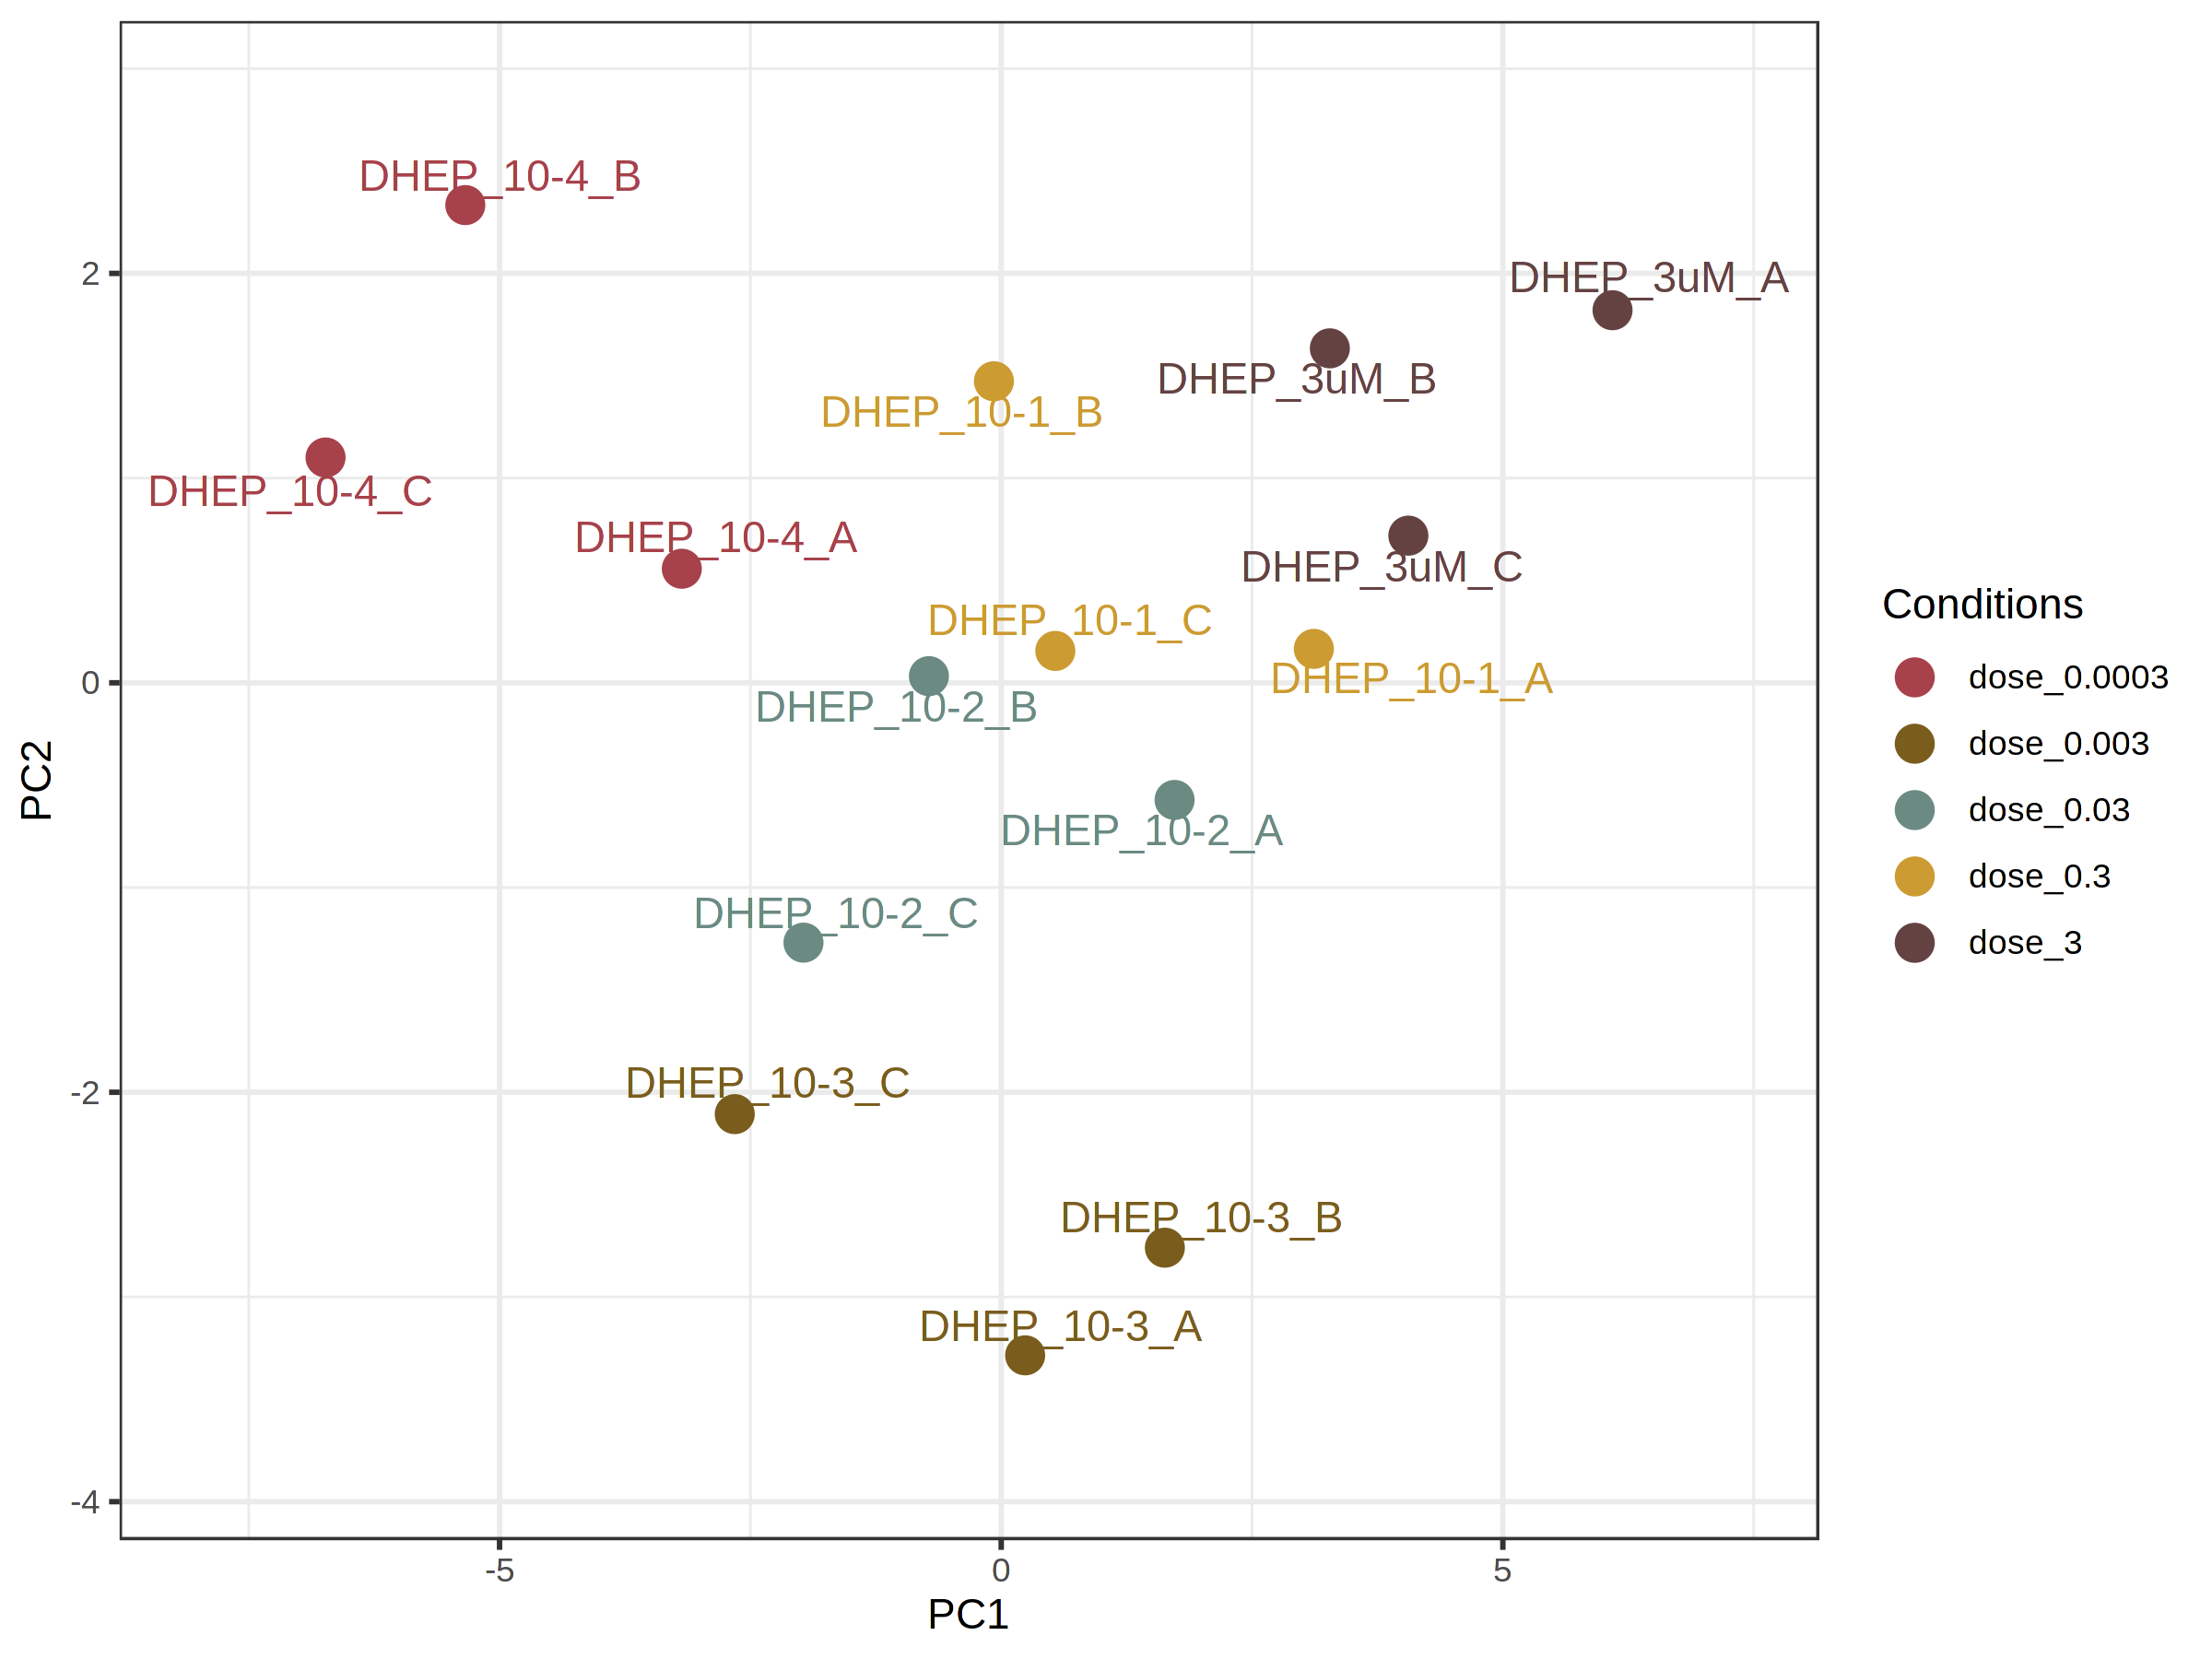 DHEP_10-4_B
DHEP_3uM_A
2
DHEP_3uM_B
DHEP_10-1_B
DHEP_10-4_C
DHEP_10-4_A
DHEP_3uM_C
DHEP_10-1_C
DHEP_10-1_A
0
DHEP_10-2_B
PC2
DHEP_10-2_A
DHEP_10-2_C
DHEP_10-3_C
-2
DHEP_10-3_B
DHEP_10-3_A
-4
-5 0 5
PC1
Conditions
dose_0.0003
dose_0.003
dose_0.03
dose_0.3
dose_3